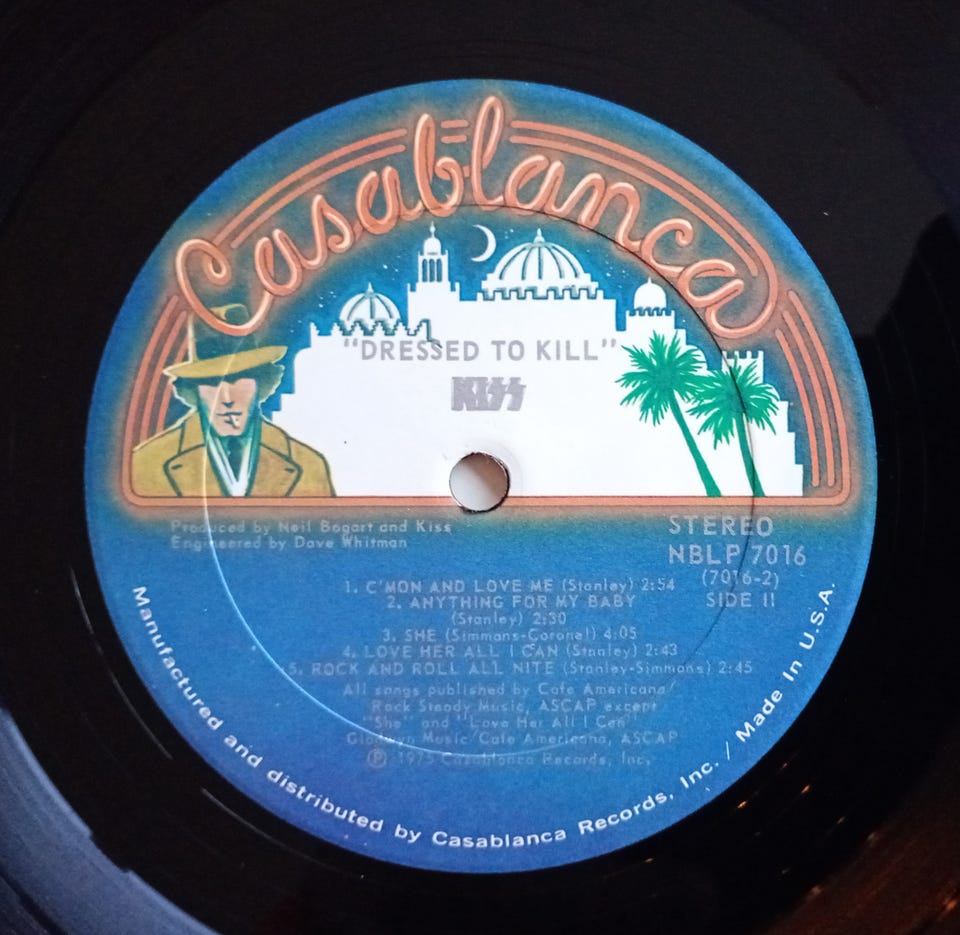 Casablanca
"DRESSED TO KILL"
KISS
Produced by Neil Bogart and Kiss
Engineered by Dave Whitman
STEREO
NBLP 7016
(7016-2)
SIDE II
1. C'MON AND LOVE ME (Stanley) 2:54
2. ANYTHING FOR MY BABY
(Stanley) 2:30
3. SHE (Simmons-Coronel) 4:05
4. LOVE HER ALL I CAN (Stanley) 2:43
5. ROCK AND ROLL ALL NITE (Stanley-Simmons) 2:45
All songs published by Cafe Americana/
Rock Steady Music, ASCAP except
"She" and "Love Her All I Can"
Gladwyn Music/Cafe Americana, ASCAP
℗ 1975 Casablanca Records, Inc.
Manufactured and distributed by Casablanca Records, Inc. / Made In U.S.A.